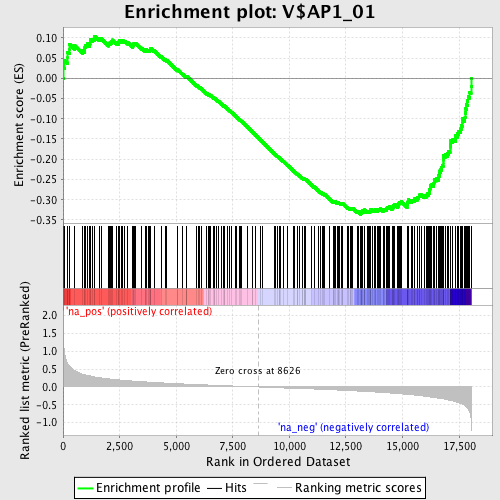 Enrichment plot: V$AP1_01
Enrichment score (ES)
0.10
0.05
0.00
-0.05
-0.10
-0.15
-0.20
-0.25
-0.30
-0.35
'na_pos' (positively correlated)
Ranked list metric (PreRanked)
2.0
1.5
1.0
0.5
0.0
-0.5
-1.0
Zero cross at 8626
'na_neg' (negatively correlated)
0
2,500
5,000
7,500
10,000
12,500
15,000
17,500
Rank in Ordered Dataset
Enrichment profile
Hits
Ranking metric scores